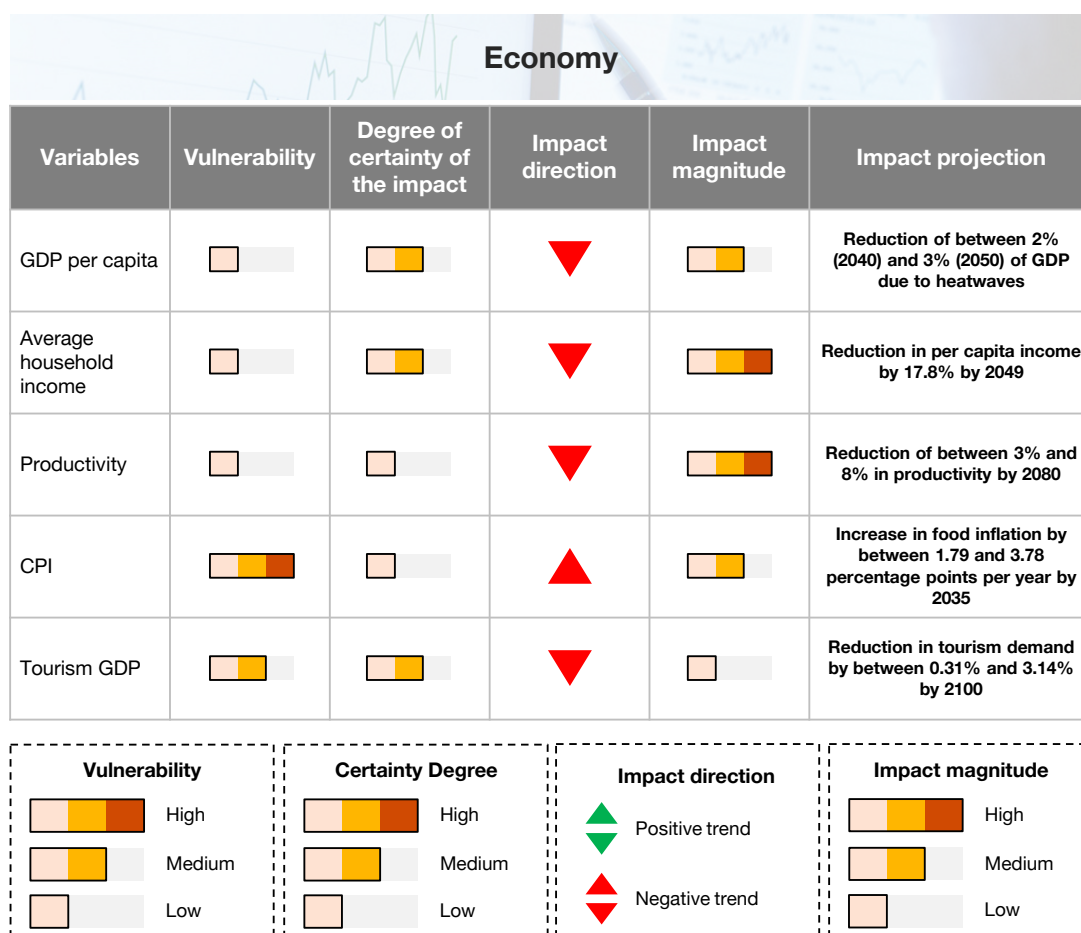 Economy
Variables
Vulnerability
Degree of
certainty of
the impact
Impact
direction
Impact
magnitude
Impact projection
GDP per capita
Reduction of between 2%
(2040) and 3% (2050) of GDP
due to heatwaves
Average
household
income
Reduction in per capita income
by 17.8% by 2049
Productivity
Reduction of between 3% and
8% in productivity by 2080
CPI
Increase in food inflation by
between 1.79 and 3.78
percentage points per year by
2035
Tourism GDP
Reduction in tourism demand
by between 0.31% and 3.14%
by 2100
Vulnerability
High
Medium
Low
Certainty Degree
High
Medium
Low
Impact direction
Positive trend
Negative trend
Impact magnitude
High
Medium
Low